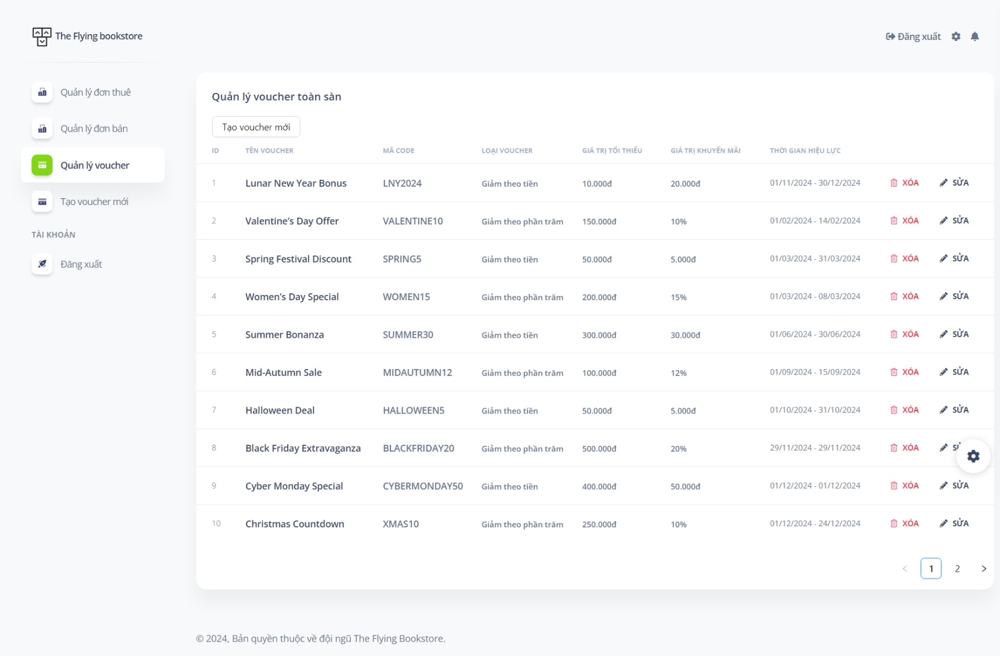 The Flying bookstore
Đăng xuất
Quản lý đơn thuê
Quản lý đơn bán
Quản lý voucher
Tạo voucher mới
TÀI KHOẢN
Đăng xuất
Quản lý voucher toàn sàn
Tạo voucher mới
ID TÊN VOUCHER MÃ CODE LOẠI VOUCHER GIÁ TRỊ TỐI THIỂU GIÁ TRỊ KHUYẾN MÃI THỜI GIAN HIỆU LỰC
1 Lunar New Year Bonus LNY2024 Giảm theo tiền 10.000đ 20.000đ 01/11/2024 - 30/12/2024 XÓA SỬA
2 Valentine’s Day Offer VALENTINE10 Giảm theo phần trăm 150.000đ 10% 01/02/2024 - 14/02/2024 XÓA SỬA
3 Spring Festival Discount SPRING5 Giảm theo tiền 50.000đ 5.000đ 01/03/2024 - 31/03/2024 XÓA SỬA
4 Women’s Day Special WOMEN15 Giảm theo phần trăm 200.000đ 15% 01/03/2024 - 08/03/2024 XÓA SỬA
5 Summer Bonanza SUMMER30 Giảm theo tiền 300.000đ 30.000đ 01/06/2024 - 30/06/2024 XÓA SỬA
6 Mid-Autumn Sale MIDAUTUMN12 Giảm theo phần trăm 100.000đ 12% 01/09/2024 - 15/09/2024 XÓA SỬA
7 Halloween Deal HALLOWEEN5 Giảm theo tiền 50.000đ 5.000đ 01/10/2024 - 31/10/2024 XÓA SỬA
8 Black Friday Extravaganza BLACKFRIDAY20 Giảm theo phần trăm 500.000đ 20% 29/11/2024 - 29/11/2024 XÓA
9 Cyber Monday Special CYBERMONDAY50 Giảm theo tiền 400.000đ 50.000đ 01/12/2024 - 01/12/2024 XÓA SỬA
10 Christmas Countdown XMAS10 Giảm theo phần trăm 250.000đ 10% 01/12/2024 - 24/12/2024 XÓA SỬA
1 2
© 2024, Bản quyền thuộc về đội ngũ The Flying Bookstore.